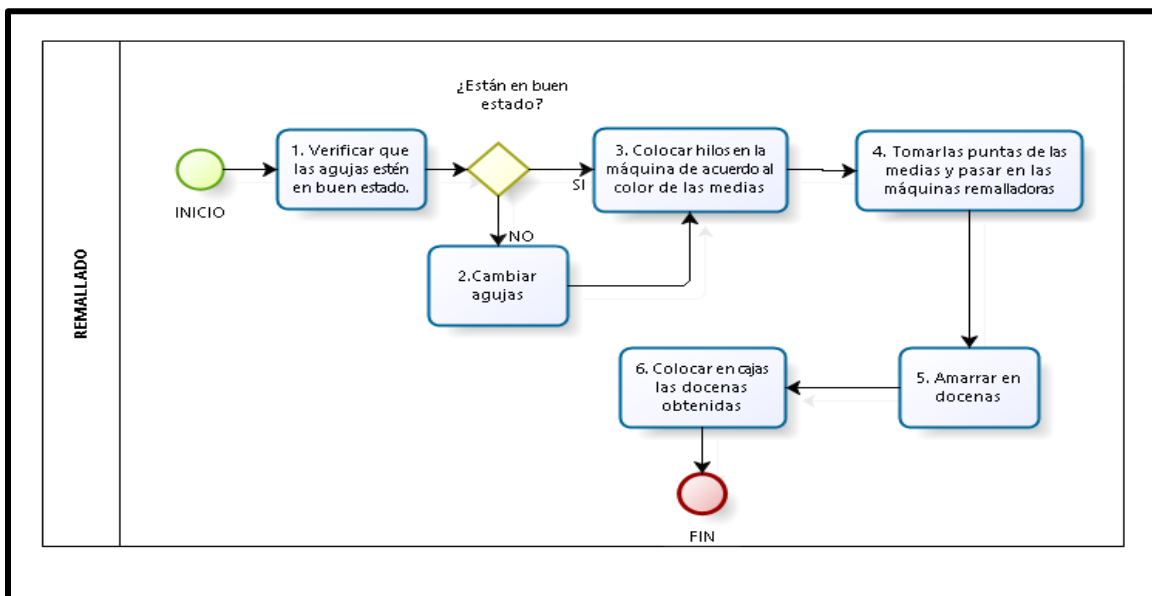 REMALLADO
INICIO
1. Verificar que
las agujas estén
en buen estado.
¿Están en buen
estado?
SI
NO
2.Cambiar
agujas
3. Colocar hilos en la
máquina de acuerdo al
color de las medias
4. Tomar las puntas de las
medias y pasar en las
máquinas remalladoras
5. Amarrar en
docenas
6. Colocar en cajas
las docenas
obtenidas
FIN